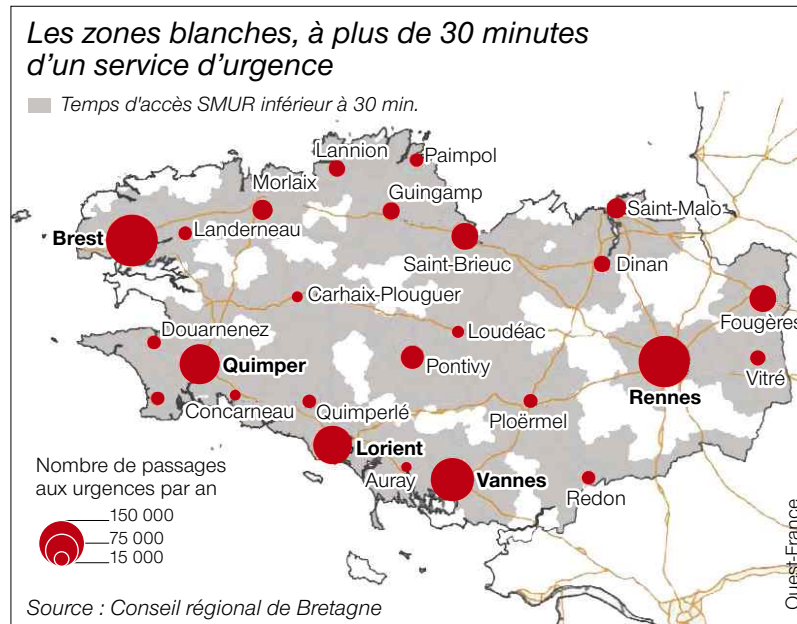 Les zones blanches, à plus de 30 minutes
d'un service d'urgence
Temps d'accès SMUR inférieur à 30 min.
Lannion
Paimpol
Morlaix
Guingamp
Saint-Malo
Brest
Landerneau
Saint-Brieuc
Dinan
Carhaix-Plouguer
Fougères
Douarnenez
Loudéac
Quimper
Pontivy
Vitré
Rennes
Concarneau
Quimperlé
Ploërmel
Lorient
Auray
Vannes
Redon
Nombre de passages
aux urgences par an
150 000
75 000
15 000
Source : Conseil régional de Bretagne
Ouest-France